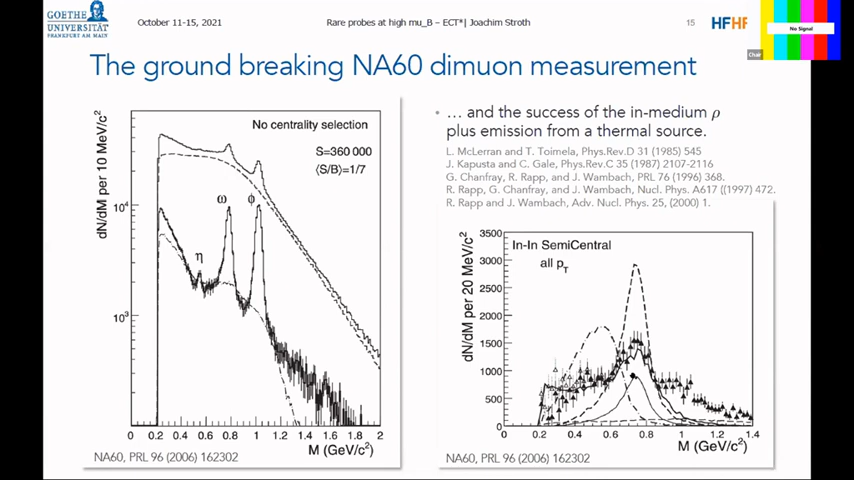 GOETHE
UNIVERSITÄT
FRANKFURT AM MAIN
October 11-15, 2021
Rare probes at high mu_B – ECT*| Joachim Stroth
15
HFHF
No Signal
Chair
The ground breaking NA60 dimuon measurement
No centrality selection
S=360 000
⟨S/B⟩=1/7
dN/dM per 10 MeV/c²
10⁴
10³
η
ω
ϕ
0 0.2 0.4 0.6 0.8 1.0 1.2 1.4 1.6 1.8 2
M (GeV/c²)
NA60, PRL 96 (2006) 162302
• … and the success of the in-medium ρ
plus emission from a thermal source.
L. McLerran and T. Toimela, Phys.Rev.D 31 (1985) 545
J. Kapusta and C. Gale, Phys.Rev.C 35 (1987) 2107-2116
G. Chanfray, R. Rapp, and J. Wambach, PRL 76 (1996) 368.
R. Rapp, G. Chanfray, and J. Wambach, Nucl. Phys. A617 ((1997) 472.
R. Rapp and J. Wambach, Adv. Nucl. Phys. 25, (2000) 1.
In-In SemiCentral
all pT
dN/dM per 20 MeV/c²
3500
3000
2500
2000
1500
1000
500
0
0 0.2 0.4 0.6 0.8 1 1.2 1.4
M (GeV/c²)
NA60, PRL 96 (2006) 162302